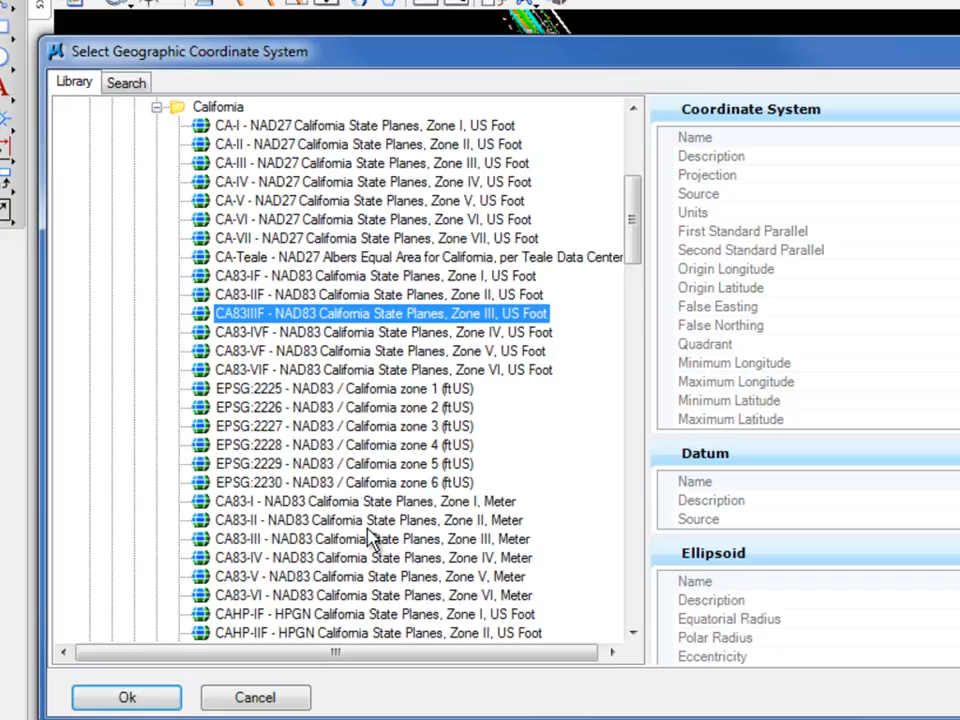 Select Geographic Coordinate System
Library
Search
California
CA-I - NAD27 California State Planes, Zone I, US Foot
CA-II - NAD27 California State Planes, Zone II, US Foot
CA-III - NAD27 California State Planes, Zone III, US Foot
CA-IV - NAD27 California State Planes, Zone IV, US Foot
CA-V - NAD27 California State Planes, Zone V, US Foot
CA-VI - NAD27 California State Planes, Zone VI, US Foot
CA-VII - NAD27 California State Planes, Zone VII, US Foot
CA-Teale - NAD27 Albers Equal Area for California, per Teale Data Center
CA83-IF - NAD83 California State Planes, Zone I, US Foot
CA83-IIF - NAD83 California State Planes, Zone II, US Foot
CA83IIIF - NAD83 California State Planes, Zone III, US Foot
CA83-IVF - NAD83 California State Planes, Zone IV, US Foot
CA83-VF - NAD83 California State Planes, Zone V, US Foot
CA83-VIF - NAD83 California State Planes, Zone VI, US Foot
EPSG:2225 - NAD83 / California zone 1 (ftUS)
EPSG:2226 - NAD83 / California zone 2 (ftUS)
EPSG:2227 - NAD83 / California zone 3 (ftUS)
EPSG:2228 - NAD83 / California zone 4 (ftUS)
EPSG:2229 - NAD83 / California zone 5 (ftUS)
EPSG:2230 - NAD83 / California zone 6 (ftUS)
CA83-I - NAD83 California State Planes, Zone I, Meter
CA83-II - NAD83 California State Planes, Zone II, Meter
CA83-III - NAD83 California State Planes, Zone III, Meter
CA83-IV - NAD83 California State Planes, Zone IV, Meter
CA83-V - NAD83 California State Planes, Zone V, Meter
CA83-VI - NAD83 California State Planes, Zone VI, Meter
CAHP-IF - HPGN California State Planes, Zone I, US Foot
CAHP-IIF - HPGN California State Planes, Zone II, US Foot
Coordinate System
Name
Description
Projection
Source
Units
First Standard Parallel
Second Standard Parallel
Origin Longitude
Origin Latitude
False Easting
False Northing
Quadrant
Minimum Longitude
Maximum Longitude
Minimum Latitude
Maximum Latitude
Datum
Name
Description
Source
Ellipsoid
Name
Description
Equatorial Radius
Polar Radius
Eccentricity
Ok
Cancel